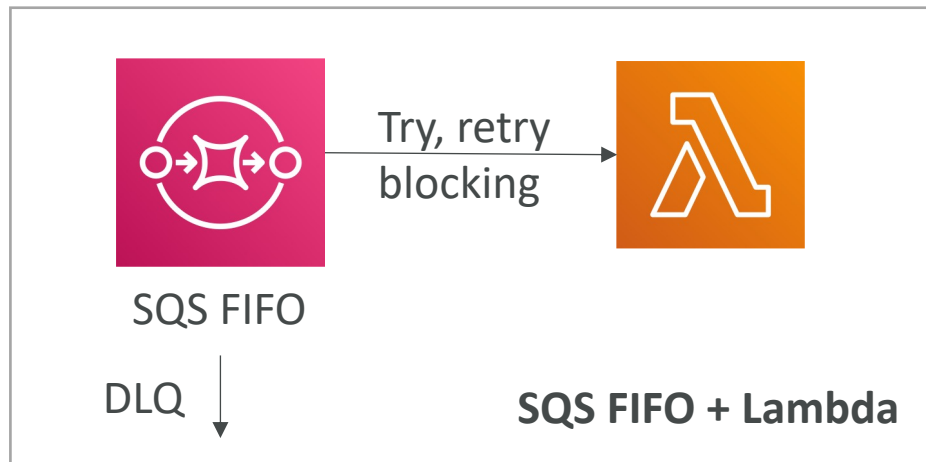 Try, retry
blocking
SQS FIFO
DLQ
SQS FIFO + Lambda